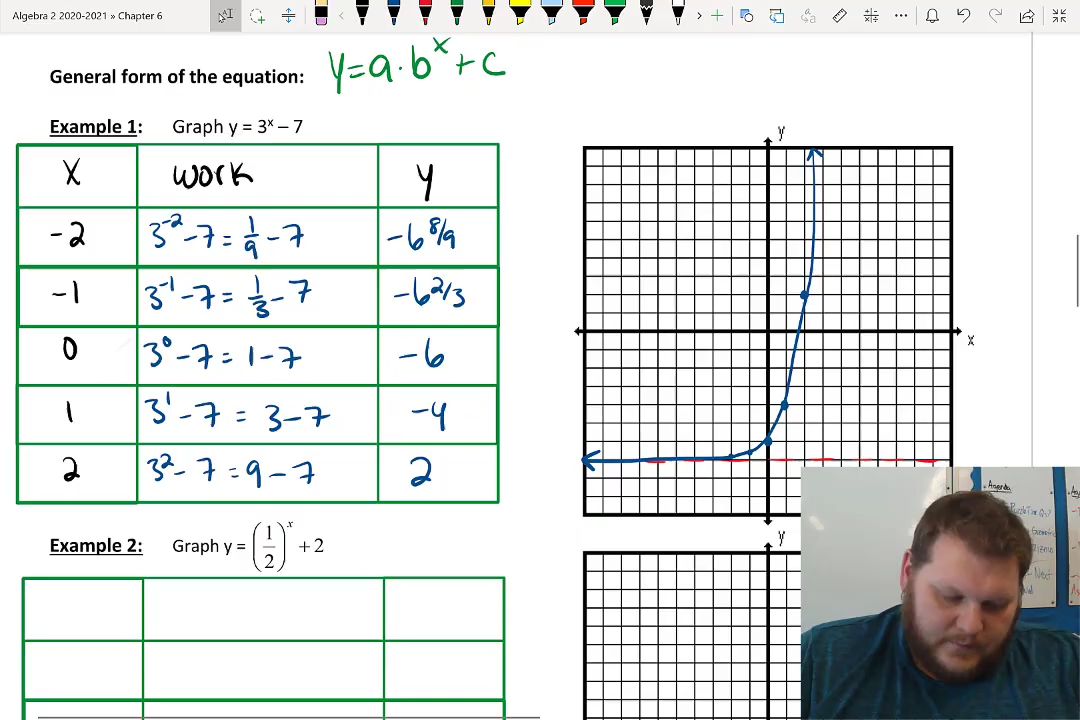 Algebra 2 2020-2021 » Chapter 6
General form of the equation: y=a·b^x+c
Example 1: Graph y = 3^x – 7
x work y
-2 3^-2 -7 = 1/9 -7 -6 8/9
-1 3^-1 -7 = 1/3 -7 -6 2/3
0 3^0 -7 = 1-7 -6
1 3^1 -7 = 3-7 -4
2 3^2 -7 = 9-7 2
Example 2: Graph y = (1/2)^x + 2
y
x
y
Agenda